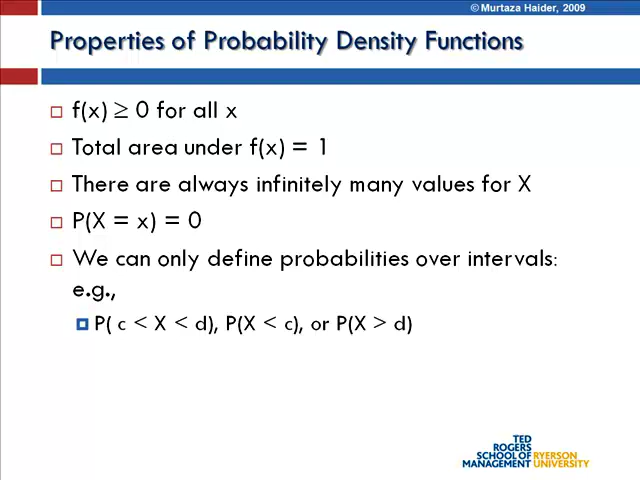 © Murtaza Haider, 2009
Properties of Probability Density Functions
f(x) ≥ 0 for all x
Total area under f(x) = 1
There are always infinitely many values for X
P(X = x) = 0
We can only define probabilities over intervals:
e.g.,
P( c < X < d), P(X < c), or P(X > d)
TED
ROGERS
SCHOOL OF RYERSON
MANAGEMENT UNIVERSITY